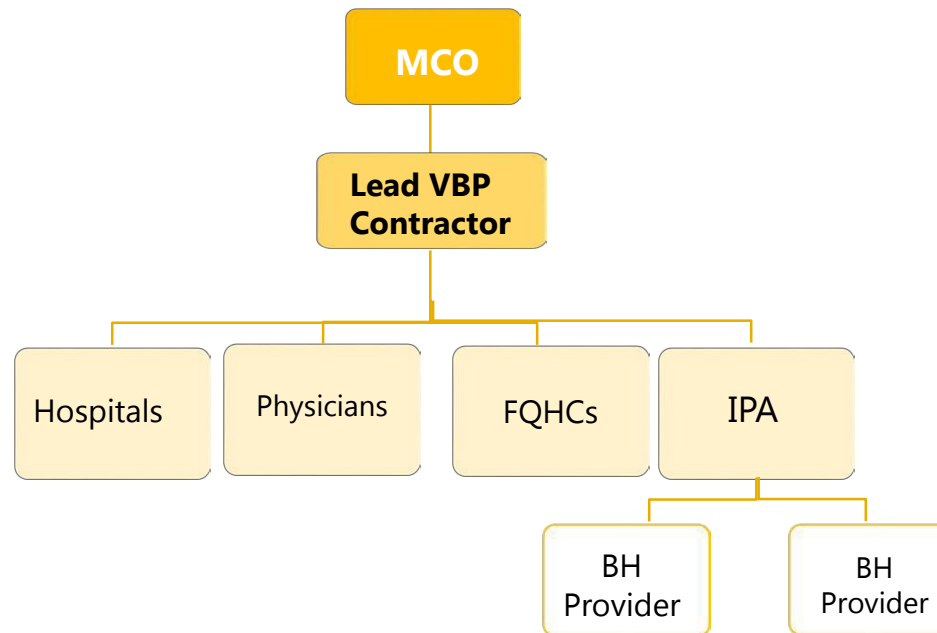 MCO
Lead VBP
Contractor
Hospitals
Physicians
FQHCs
IPA
BH
Provider
BH
Provider